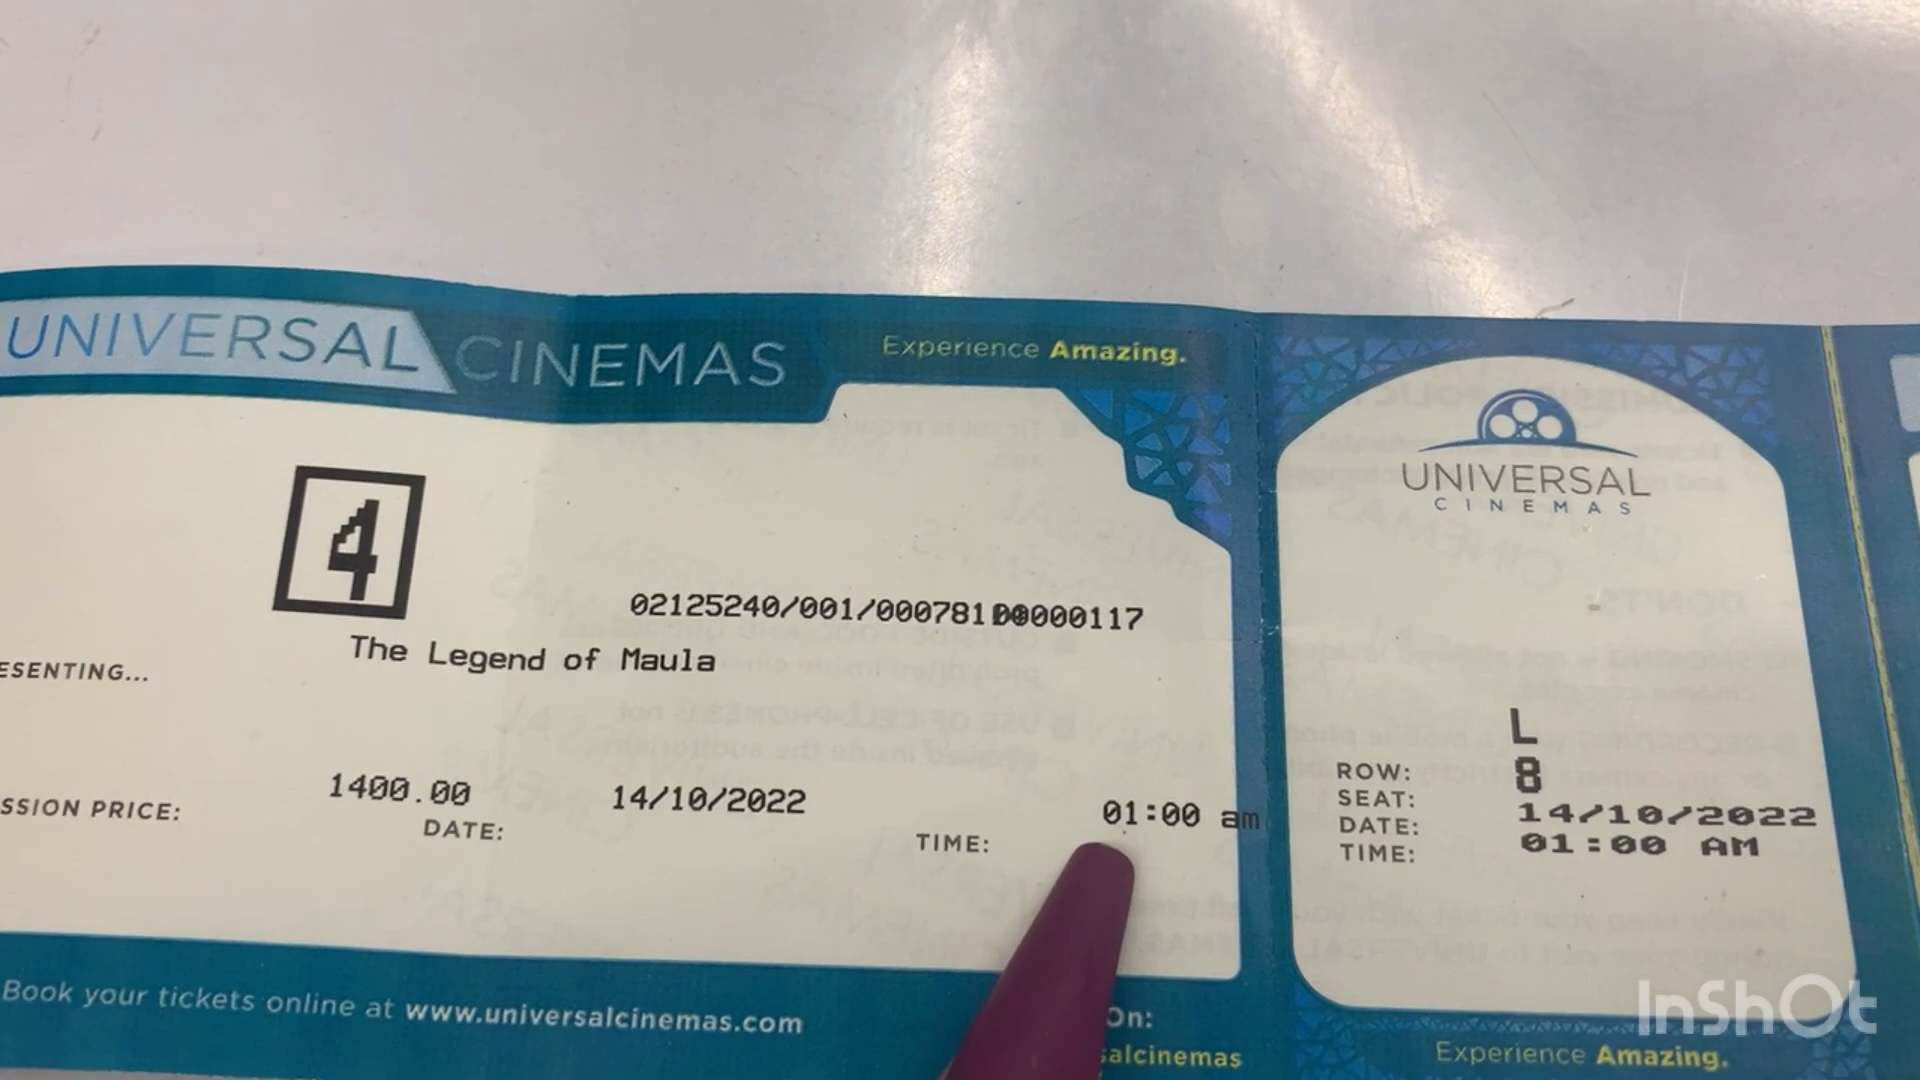 UNIVERSAL CINEMAS
Experience Amazing.
4
02125240/001/000781
0000117
The Legend of Maula
ESENTING...
1400.00
SSION PRICE:
14/10/2022
DATE:
01:00 am
TIME:
Book your tickets online at www.universalcinemas.com
On:
salcinemas
UNIVERSAL
CINEMAS
L
ROW:
8
SEAT:
14/10/2022
DATE:
01:00 AM
TIME:
Experience Amazing.
InShOt